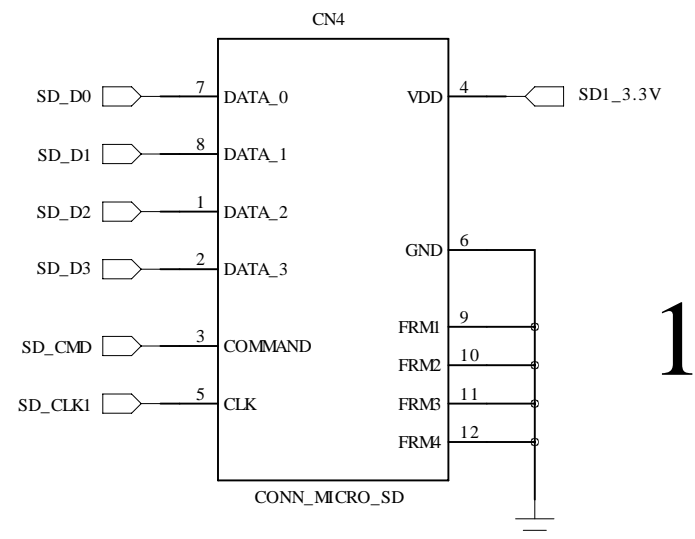 CN4
SD_D0 7 DATA_0 VDD 4 SD1_3.3V
SD_D1 8 DATA_1
SD_D2 1 DATA_2
GND 6
SD_D3 2 DATA_3
FRM1 9
1
SD_CMD 3 COMMAND
FRM2 10
SD_CLK1 5 CLK FRM3 11
FRM4 12
CONN_MICRO_SD